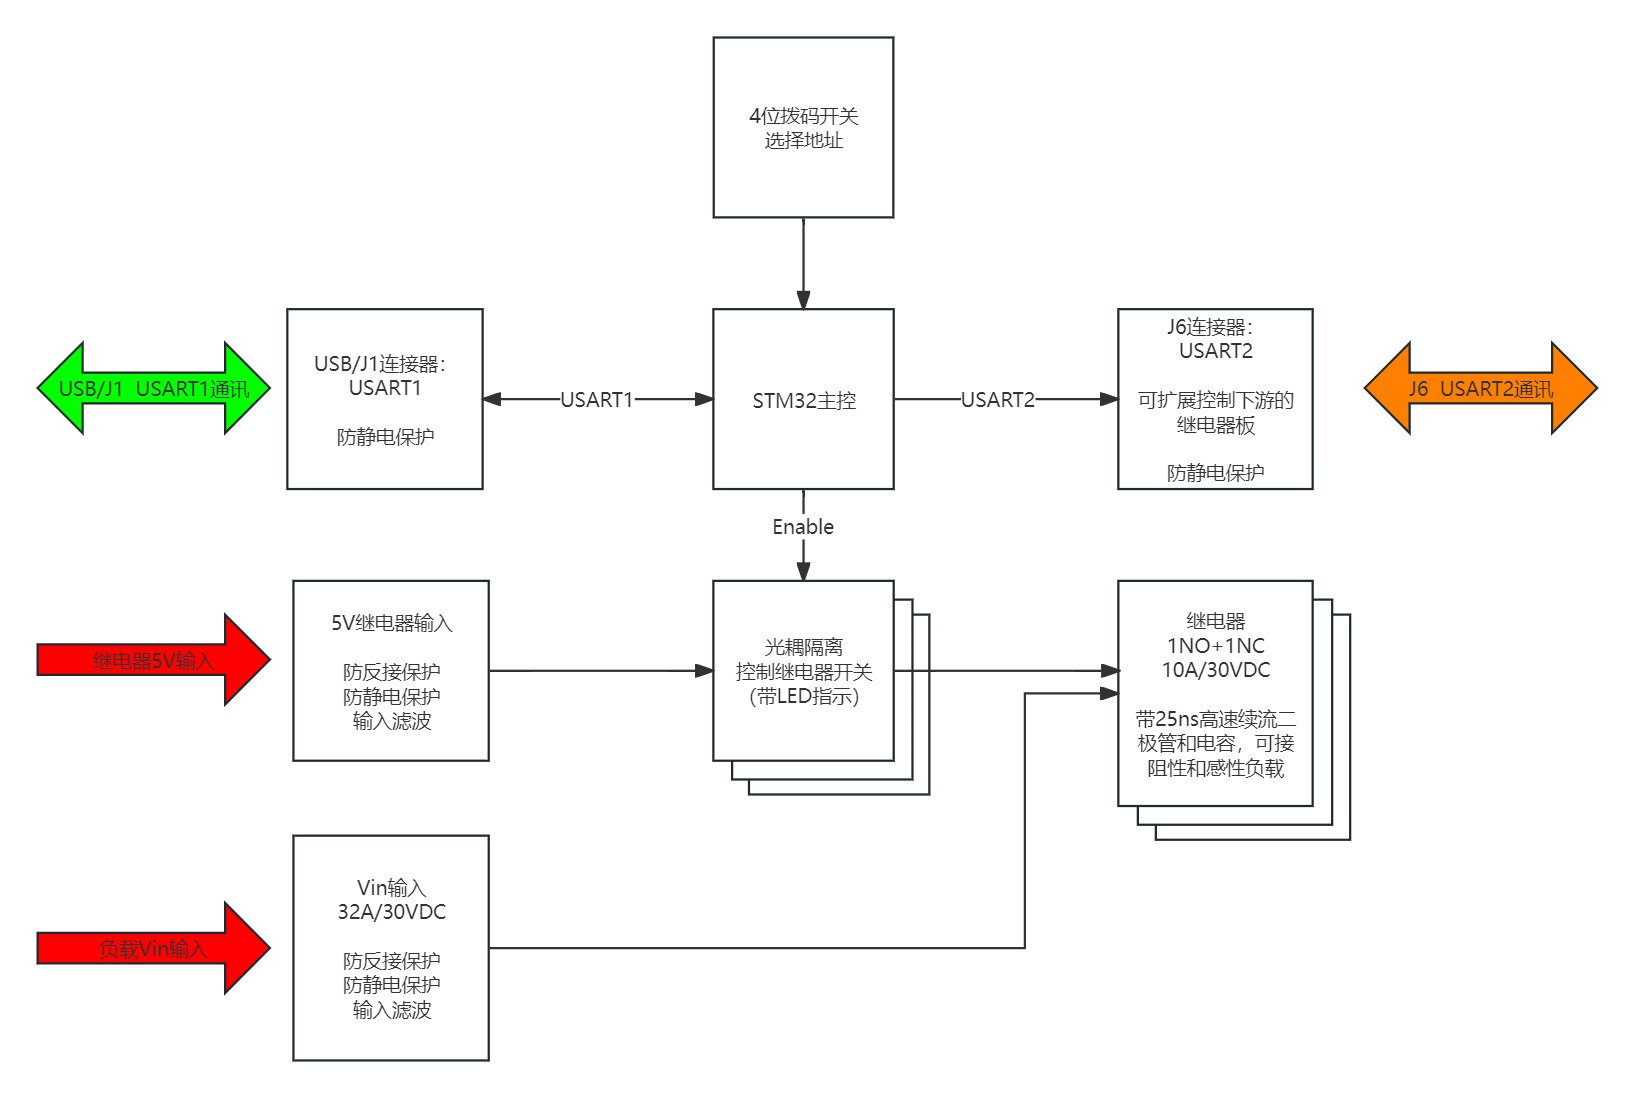 4位拨码开关
选择地址
USB/J1  USART1通讯
USB/J1连接器：
USART1
防静电保护
USART1
STM32主控
USART2
J6连接器：
USART2
可扩展控制下游的
继电器板
防静电保护
J6  USART2通讯
Enable
继电器5V输入
5V继电器输入
防反接保护
防静电保护
输入滤波
光耦隔离
控制继电器开关
（带LED指示）
继电器
1NO+1NC
10A/30VDC
带25ns高速续流二
极管和电容，可接
阻性和感性负载
负载Vin输入
Vin输入
32A/30VDC
防反接保护
防静电保护
输入滤波